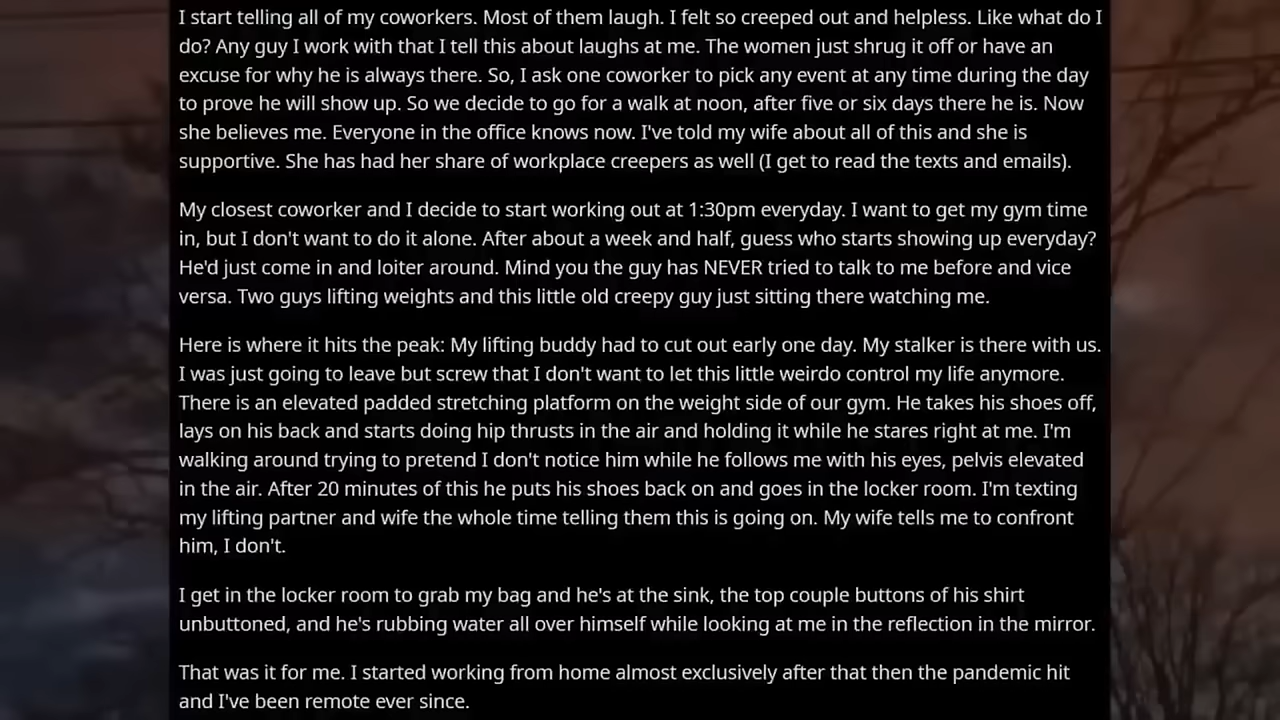 I start telling all of my coworkers. Most of them laugh. I felt so creeped out and helpless. Like what do I
do? Any guy I work with that I tell this about laughs at me. The women just shrug it off or have an
excuse for why he is always there. So, I ask one coworker to pick any event at any time during the day
to prove he will show up. So we decide to go for a walk at noon, after five or six days there he is. Now
she believes me. Everyone in the office knows now. I've told my wife about all of this and she is
supportive. She has had her share of workplace creepers as well (I get to read the texts and emails).
My closest coworker and I decide to start working out at 1:30pm everyday. I want to get my gym time
in, but I don't want to do it alone. After about a week and half, guess who starts showing up everyday?
He'd just come in and loiter around. Mind you the guy has NEVER tried to talk to me before and vice
versa. Two guys lifting weights and this little old creepy guy just sitting there watching me.
Here is where it hits the peak: My lifting buddy had to cut out early one day. My stalker is there with us.
I was just going to leave but screw that I don't want to let this little weirdo control my life anymore.
There is an elevated padded stretching platform on the weight side of our gym. He takes his shoes off,
lays on his back and starts doing hip thrusts in the air and holding it while he stares right at me. I'm
walking around trying to pretend I don't notice him while he follows me with his eyes, pelvis elevated
in the air. After 20 minutes of this he puts his shoes back on and goes in the locker room. I'm texting
my lifting partner and wife the whole time telling them this is going on. My wife tells me to confront
him, I don't.
I get in the locker room to grab my bag and he's at the sink, the top couple buttons of his shirt
unbuttoned, and he's rubbing water all over himself while looking at me in the reflection in the mirror.
That was it for me. I started working from home almost exclusively after that then the pandemic hit
and I've been remote ever since.